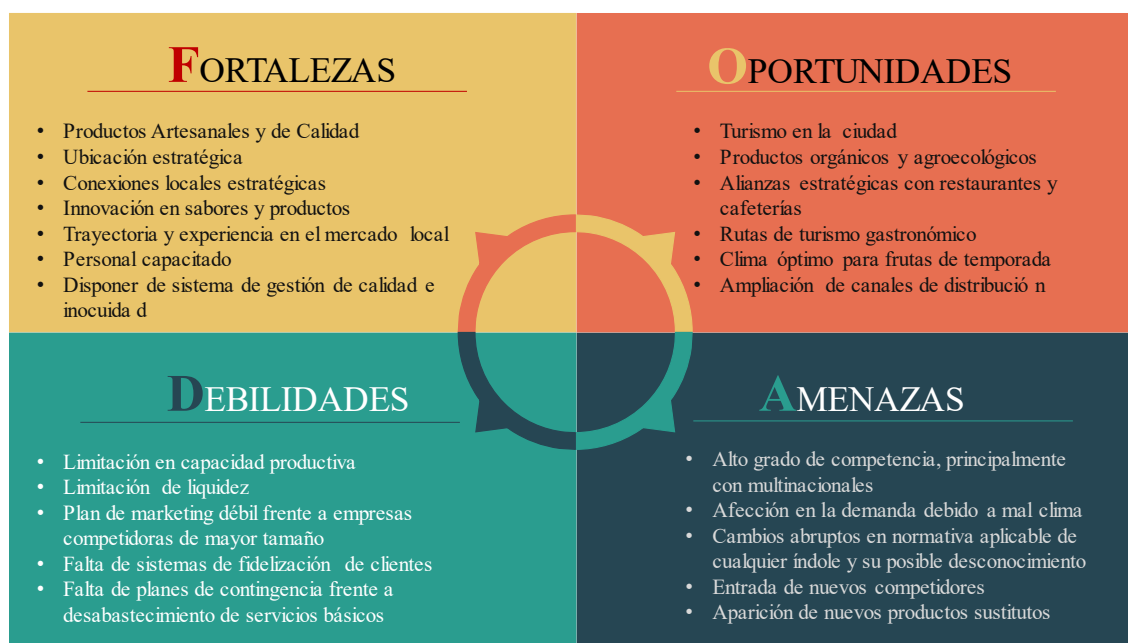 FORTALEZAS
• Productos Artesanales y de Calidad
• Ubicación estratégica
• Conexiones locales estratégicas
• Innovación en sabores y productos
• Trayectoria y experiencia en el mercado local
• Personal capacitado
• Disponer de sistema de gestión de calidad e
inocuida d
OPORTUNIDADES
• Turismo en la ciudad
• Productos orgánicos y agroecológicos
• Alianzas estratégicas con restaurantes y
cafeterías
• Rutas de turismo gastronómico
• Clima óptimo para frutas de temporada
• Ampliación de canales de distribució n
DEBILIDADES
• Limitación en capacidad productiva
• Limitación de liquidez
• Plan de marketing débil frente a empresas
competidoras de mayor tamaño
• Falta de sistemas de fidelización de clientes
• Falta de planes de contingencia frente a
desabastecimiento de servicios básicos
AMENAZAS
• Alto grado de competencia, principalmente
con multinacionales
• Afección en la demanda debido a mal clima
• Cambios abruptos en normativa aplicable de
cualquier índole y su posible desconocimiento
• Entrada de nuevos competidores
• Aparición de nuevos productos sustitutos